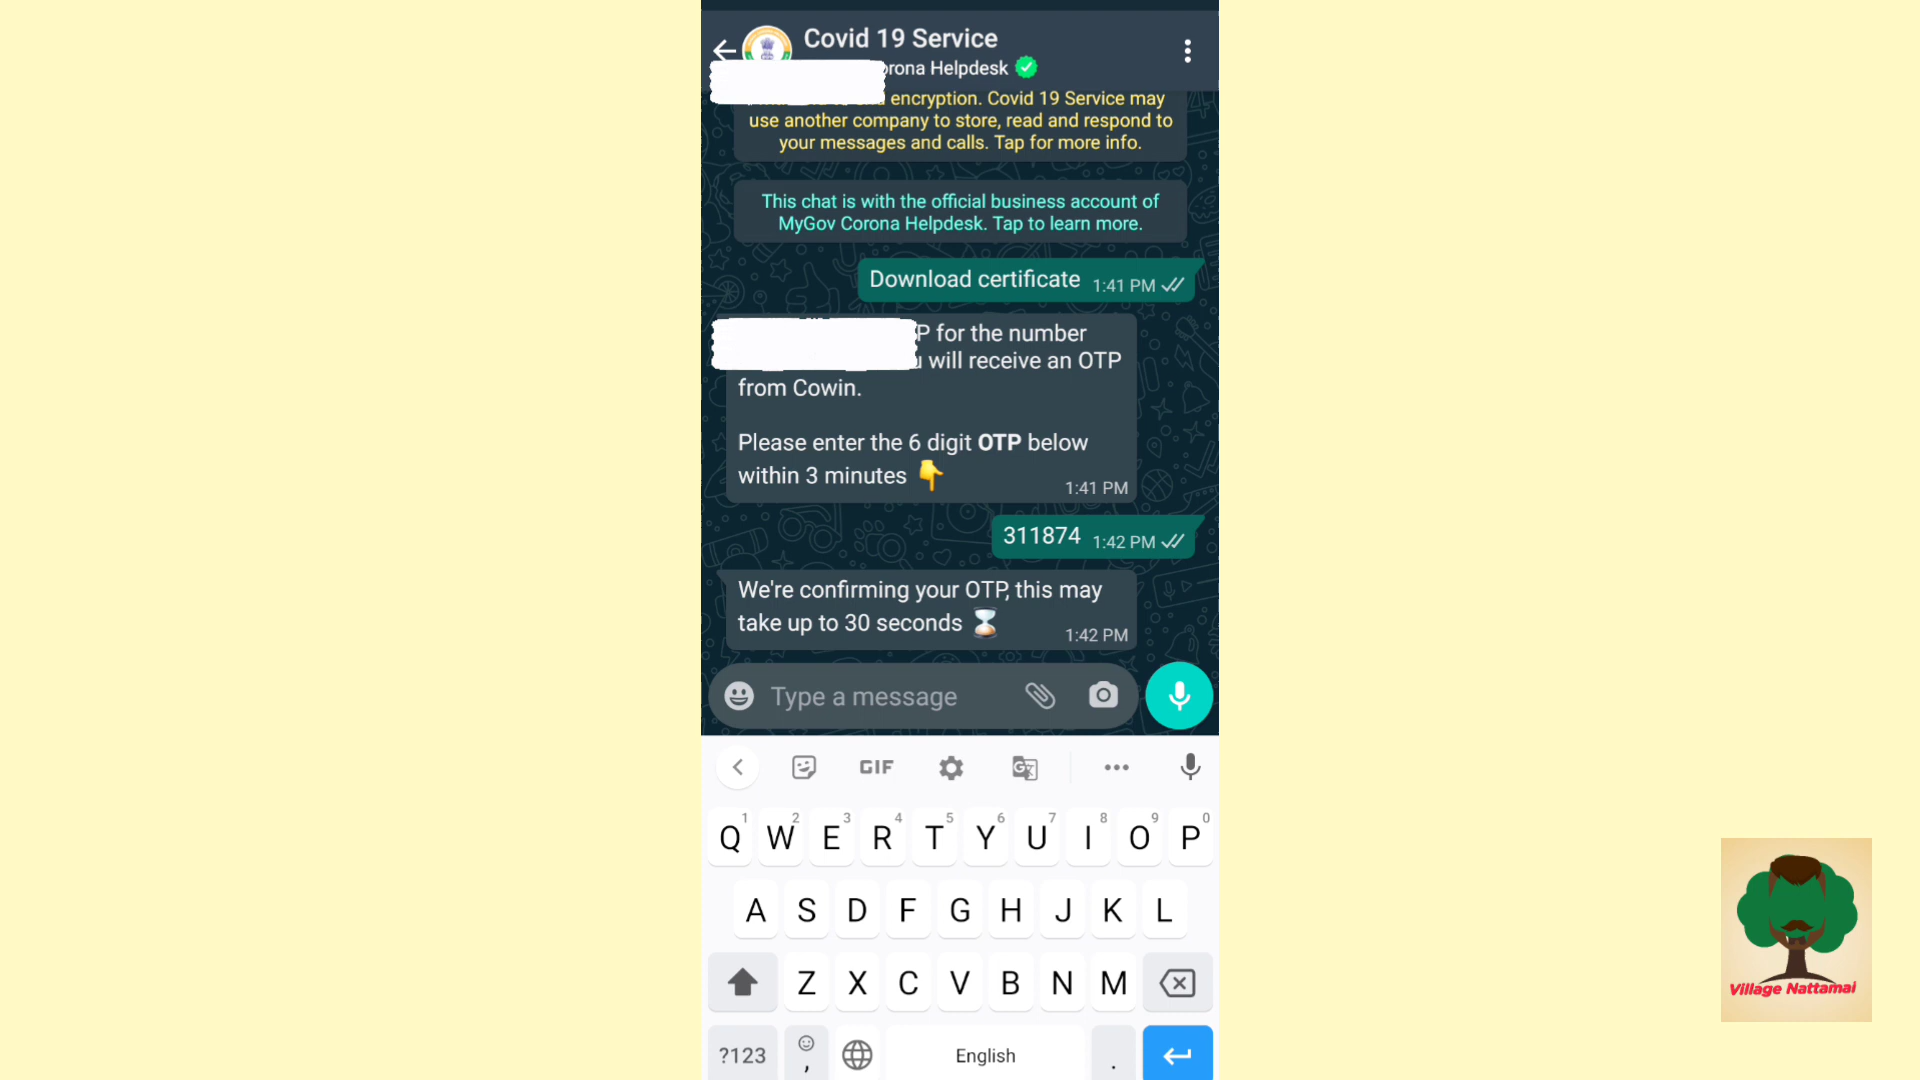 Covid 19 Service
orona Helpdesk
encryption. Covid 19 Service may
use another company to store, read and respond to
your messages and calls. Tap for more info.
This chat is with the official business account of
MyGov Corona Helpdesk. Tap to learn more.
Download certificate 1:41 PM
P for the number
will receive an OTP
from Cowin.
Please enter the 6 digit OTP below
within 3 minutes 👇
1:41 PM
311874 1:42 PM
We're confirming your OTP, this may
take up to 30 seconds ⌛
1:42 PM
Type a message
GIF
1 2 3 4 5 6 7 8 9 0
Q W E R T Y U I O P
A S D F G H J K L
Z X C V B N M
?123 , English .
Village Nattamai